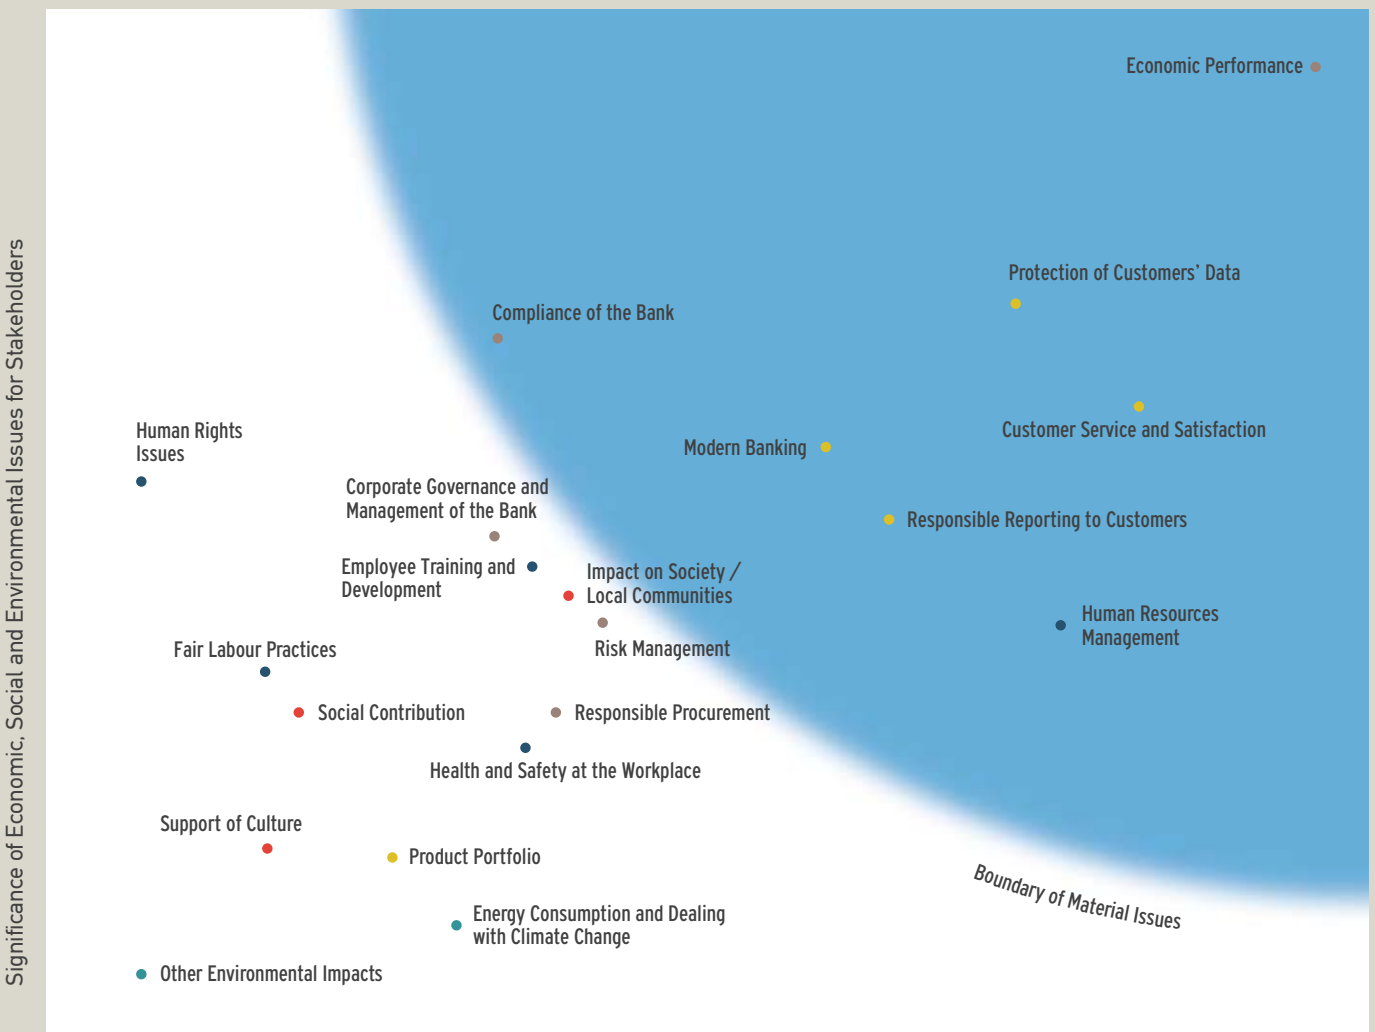 Significance of Economic, Social and Environmental Issues for Stakeholders
Economic Performance
Protection of Customers’ Data
Compliance of the Bank
Customer Service and Satisfaction
Human Rights
Issues
Modern Banking
Corporate Governance and
Management of the Bank
Responsible Reporting to Customers
Employee Training and
Development
Impact on Society /
Local Communities
Human Resources
Management
Risk Management
Fair Labour Practices
Social Contribution
Responsible Procurement
Health and Safety at the Workplace
Support of Culture
Product Portfolio
Boundary of Material Issues
Energy Consumption and Dealing
with Climate Change
Other Environmental Impacts